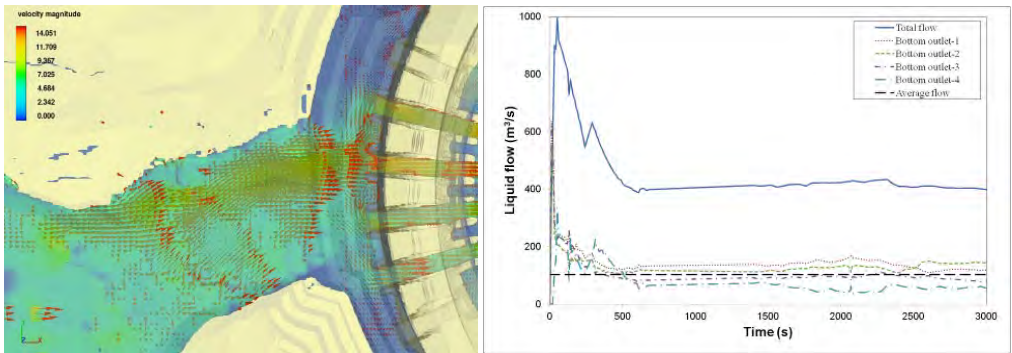 velocity magnitude
14.051
11.709
9.367
7.025
4.684
2.342
0.000
Liquid flow (m³/s)
1000
800
600
400
200
0
Total flow
Bottom outlet-1
Bottom outlet-2
Bottom outlet-3
Bottom outlet-4
Average flow
0
500
1000
1500
2000
2500
3000
Time (s)